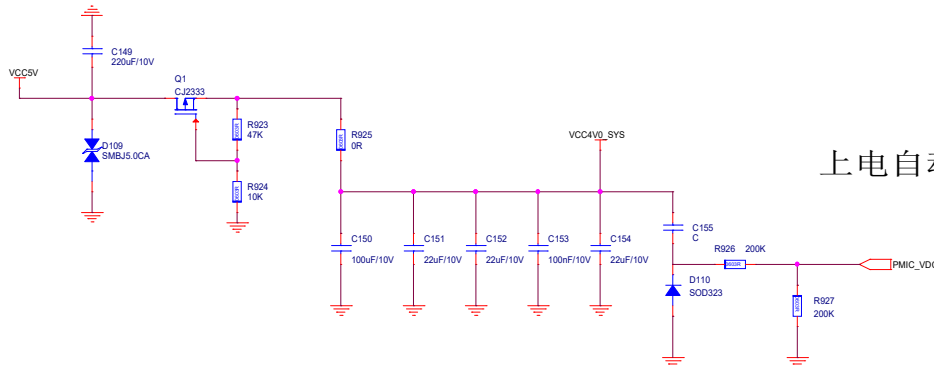 C149
220uF/10V
VCC5V
Q1
CJ2333
R923
47K
R925
0R
VCC4V0_SYS
D109
SMBJ5.0CA
R924
10K
上电自
C155
C
R926 200K
C150
100uF/10V
C151
22uF/10V
C152
22uF/10V
C153
100nF/10V
C154
22uF/10V
PMIC_VDC
D110
SOD323
R927
200K